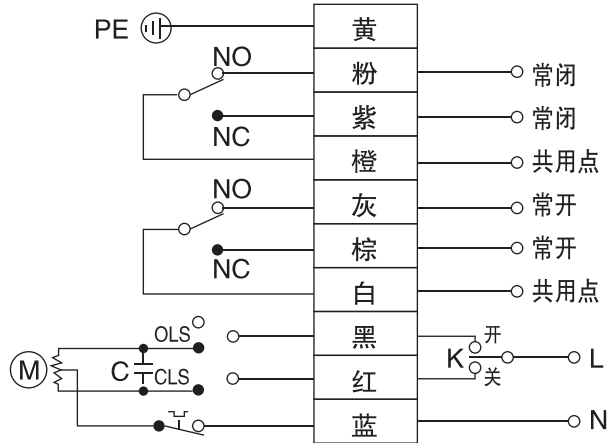 PE 黄
NO 粉 常闭
NC 紫 常闭
橙 共用点
NO 灰 常开
NC 棕 常开
白 共用点
OLS 黑 开
M C K L
CLS 红 关
蓝 N